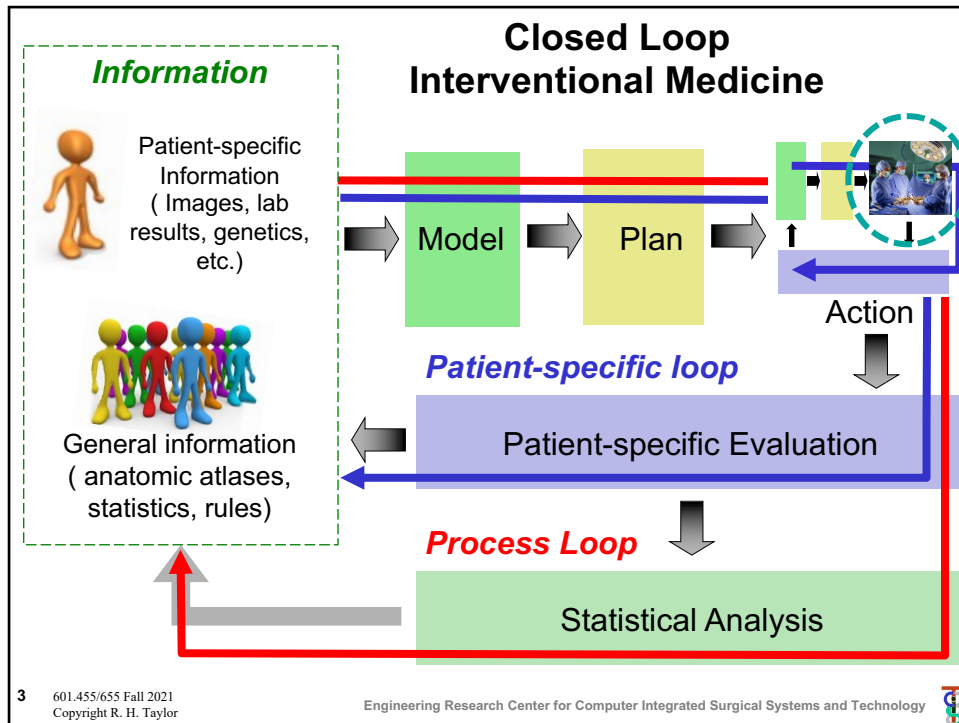 Closed Loop
Interventional Medicine
Information
Patient-specific
Information
( Images, lab
results, genetics,
etc.)
General information
( anatomic atlases,
statistics, rules)
Model
Plan
Action
Patient-specific loop
Patient-specific Evaluation
Process Loop
Statistical Analysis
3
601.455/655 Fall 2021
Copyright R. H. Taylor
Engineering Research Center for Computer Integrated Surgical Systems and Technology